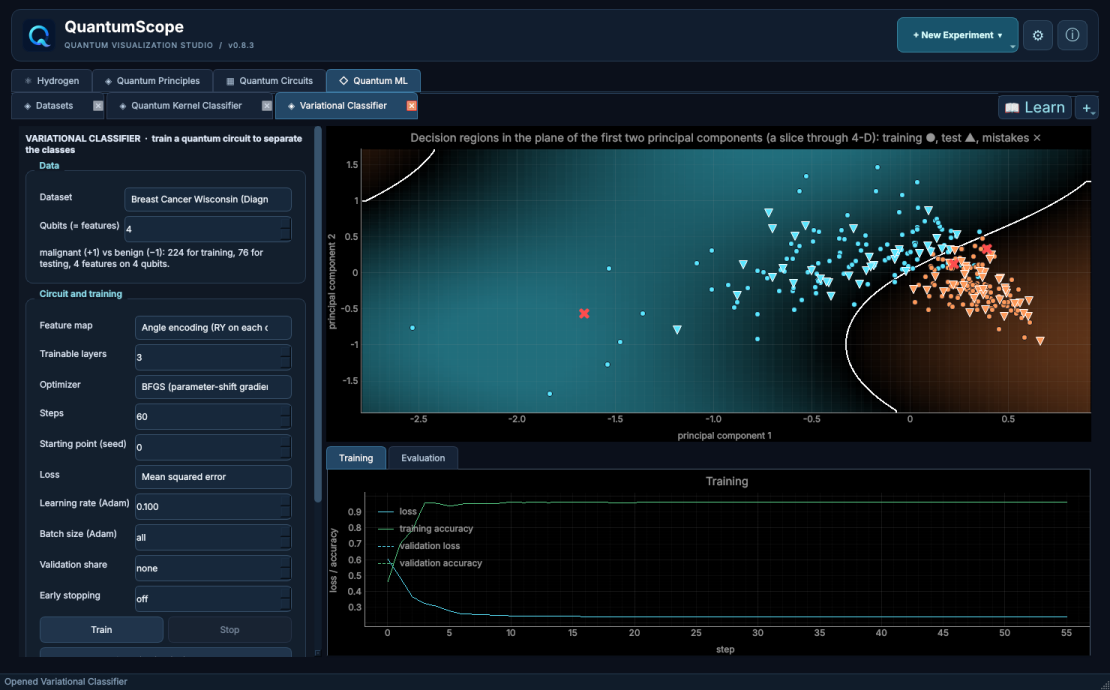 QuantumScope
QUANTUM VISUALIZATION STUDIO / v0.8.3
+ New Experiment ▾
Hydrogen
Quantum Principles
Quantum Circuits
Quantum ML
Datasets
Quantum Kernel Classifier
Variational Classifier
Learn
+
VARIATIONAL CLASSIFIER · train a quantum circuit to separate
the classes
Data
Dataset
Breast Cancer Wisconsin (Diagn
Qubits (= features)
4
malignant (+1) vs benign (−1): 224 for training, 76 for
testing, 4 features on 4 qubits.
Circuit and training
Feature map
Angle encoding (RY on each c
Trainable layers
3
Optimizer
BFGS (parameter-shift gradie
Steps
60
Starting point (seed)
0
Loss
Mean squared error
Learning rate (Adam)
0.100
Batch size (Adam)
all
Validation share
none
Early stopping
off
Train
Stop
Decision regions in the plane of the first two principal components (a slice through 4-D): training ●, test ▲, mistakes ×
principal component 2
1.5
1
0.5
0
-0.5
-1
-1.5
-2.5
-2.0
-1.5
-1.0
-0.5
0
0.5
principal component 1
Training
Evaluation
Training
loss / accuracy
0.9
0.8
0.7
0.6
0.5
0.4
0.3
loss
training accuracy
validation loss
validation accuracy
0
5
10
15
20
25
30
35
40
45
50
55
step
Opened Variational Classifier